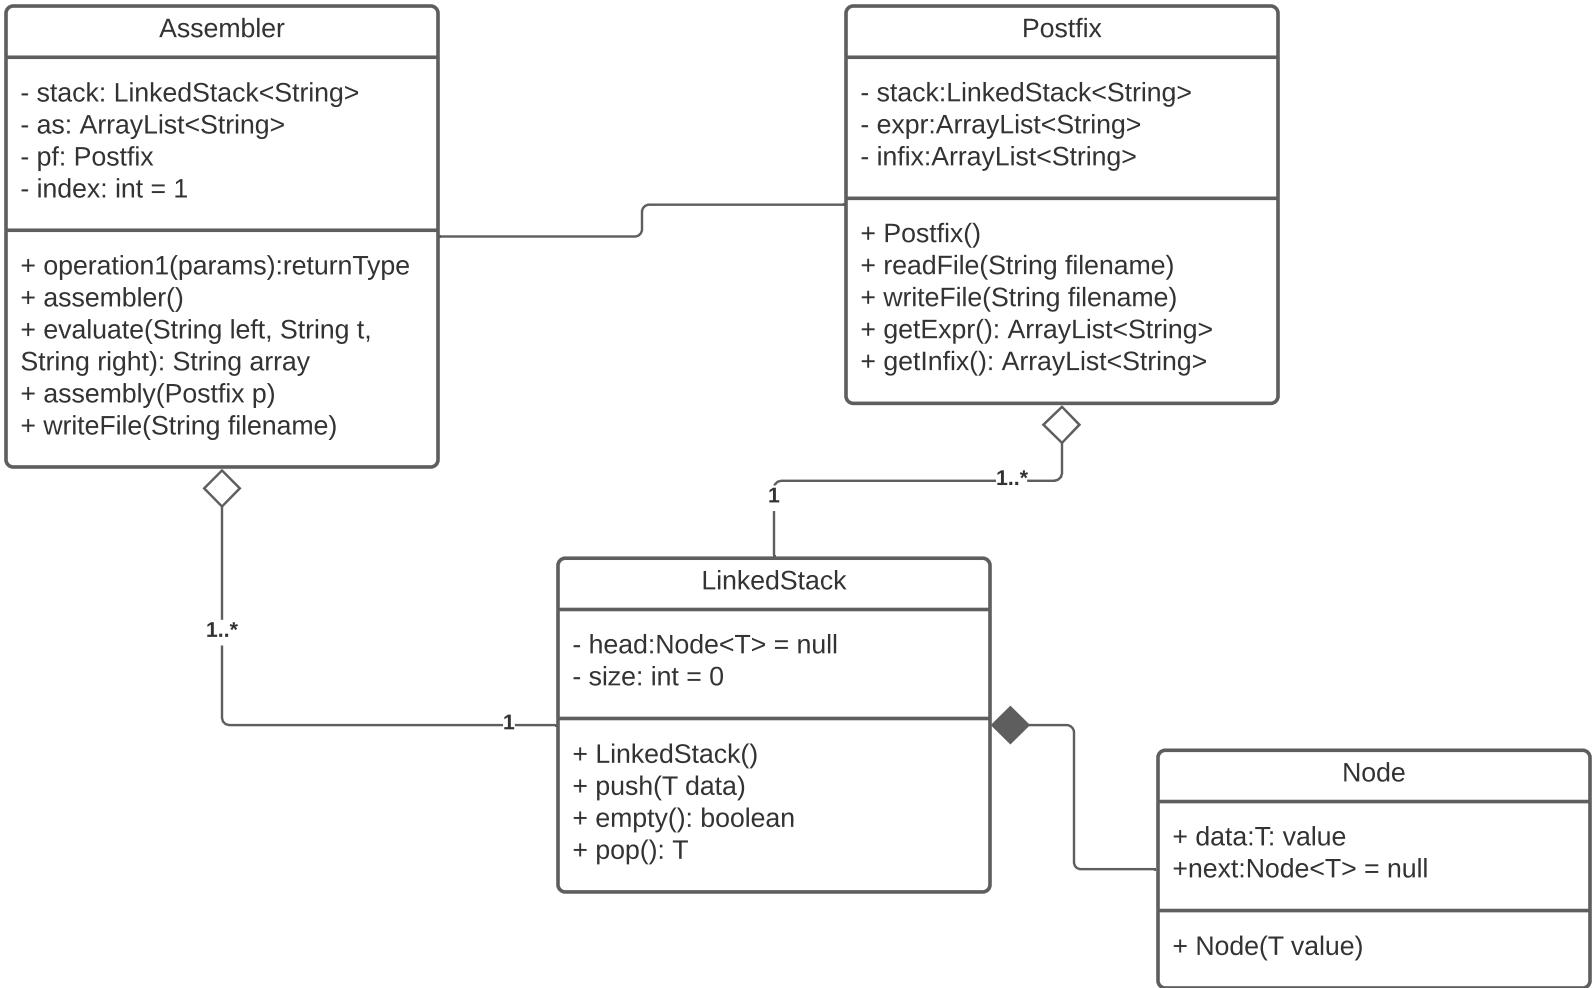 Assembler
- stack: LinkedStack<String>
- as: ArrayList<String>
- pf: Postfix
- index: int = 1
+ operation1(params):returnType
+ assembler()
+ evaluate(String left, String t,
String right): String array
+ assembly(Postfix p)
+ writeFile(String filename)
Postfix
- stack:LinkedStack<String>
- expr:ArrayList<String>
- infix:ArrayList<String>
+ Postfix()
+ readFile(String filename)
+ writeFile(String filename)
+ getExpr(): ArrayList<String>
+ getInfix(): ArrayList<String>
1..*
1
1..*
1
LinkedStack
- head:Node<T> = null
- size: int = 0
+ LinkedStack()
+ push(T data)
+ empty(): boolean
+ pop(): T
Node
+ data:T: value
+next:Node<T> = null
+ Node(T value)